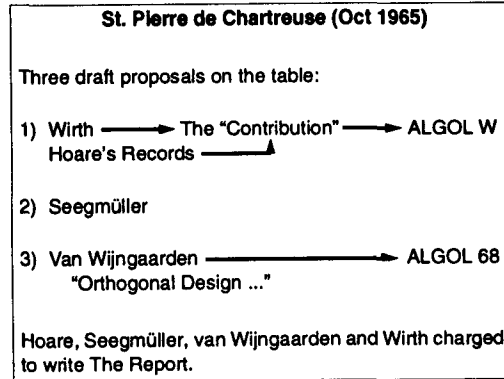 St. Pierre de Chartreuse (Oct 1965)
Three draft proposals on the table:
1) Wirth The "Contribution" ALGOL W
Hoare's Records
2) Seegmüller
3) Van Wijngaarden ALGOL 68
"Orthogonal Design ..."
Hoare, Seegmüller, van Wijngaarden and Wirth charged
to write The Report.